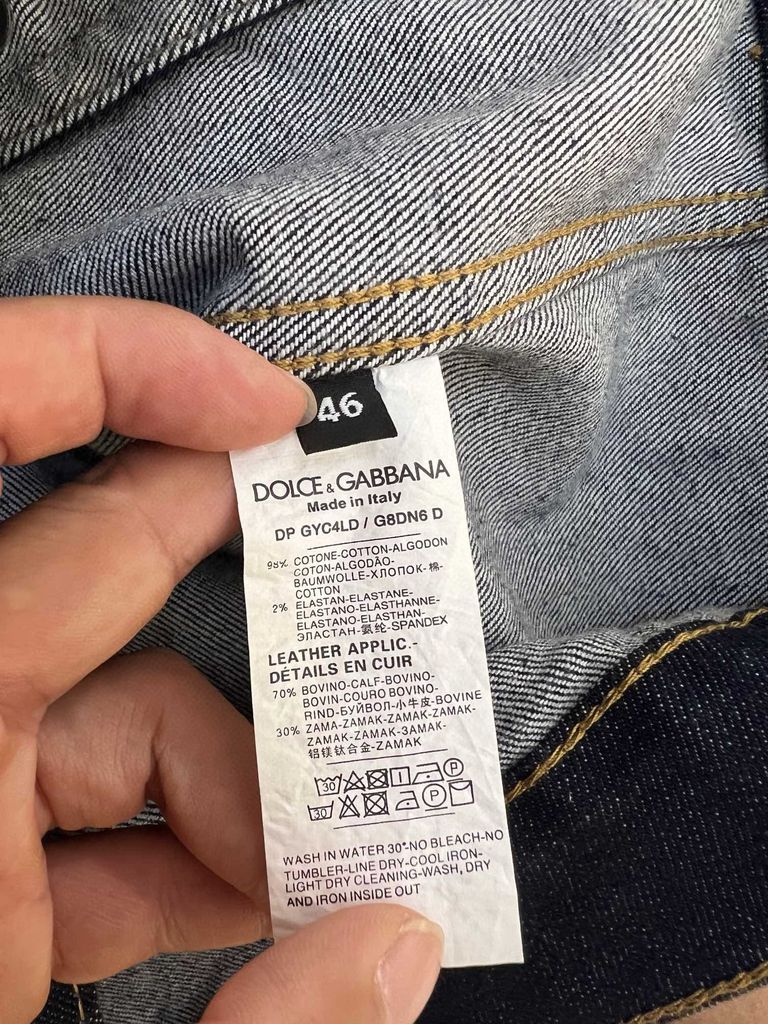 46
DOLCE & GABBANA
Made in Italy
DP GYC4LD / G8DN6 D
98% COTONE-COTTON-ALGODON
COTON-ALGODÃO-
BAUMWOLLE-ХЛОПОК-棉-
COTTON
2% ELASTAN-ELASTANE-
ELASTANO-ELASTHANNE-
ELASTANO-ELASTHAN-
ЭЛАСТАН-氨纶-SPANDEX
LEATHER APPLIC.-
DÉTAILS EN CUIR
70% BOVINO-CALF-BOVINO-
BOVIN-COURO BOVINO-
RIND-БУЙВОЛ-小牛皮-BOVINE
30% ZAMA-ZAMAK-ZAMAK-ZAMAK-
ZAMAK-ZAMAK-ЗАМАК-
铝镁钛合金-ZAMAK
30 P
30 P
WASH IN WATER 30°-NO BLEACH-NO
TUMBLER-LINE DRY-COOL IRON-
LIGHT DRY CLEANING-WASH, DRY
AND IRON INSIDE OUT